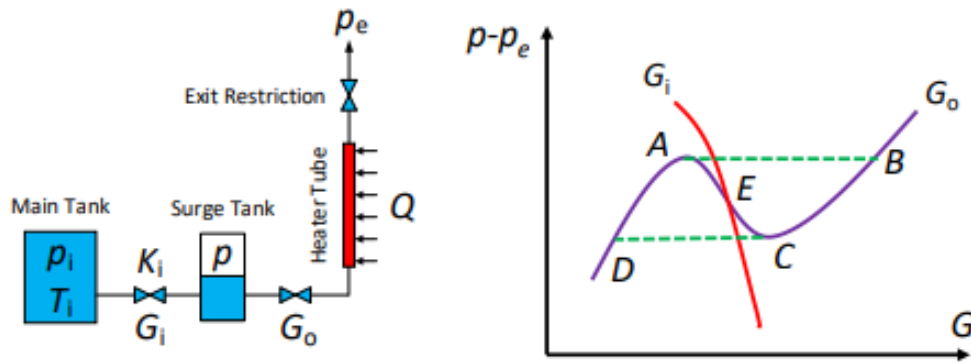 pe
Exit Restriction
Heater Tube
Q
Main Tank
Surge Tank
pi
Ti
Ki
p
Gi
Go
p-pe
Gi
Go
A
B
E
D
C
G